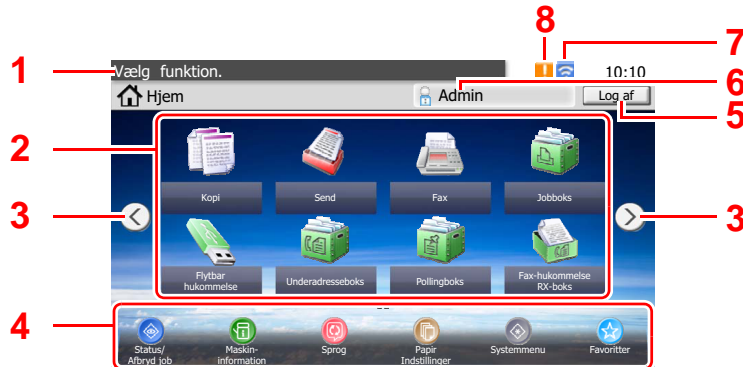 8
7
1
Vælg funktion.
10:10
6
Hjem
Admin
Log af
5
2
Kopi
Send
Fax
Jobboks
3
3
Flytbar
hukommelse
Underadresseboks
Pollingboks
Fax-hukommelse
RX-boks
4
Status/
Afbryd job
Maskin-
information
Sprog
Papir
Indstillinger
Systemmenu
Favoritter